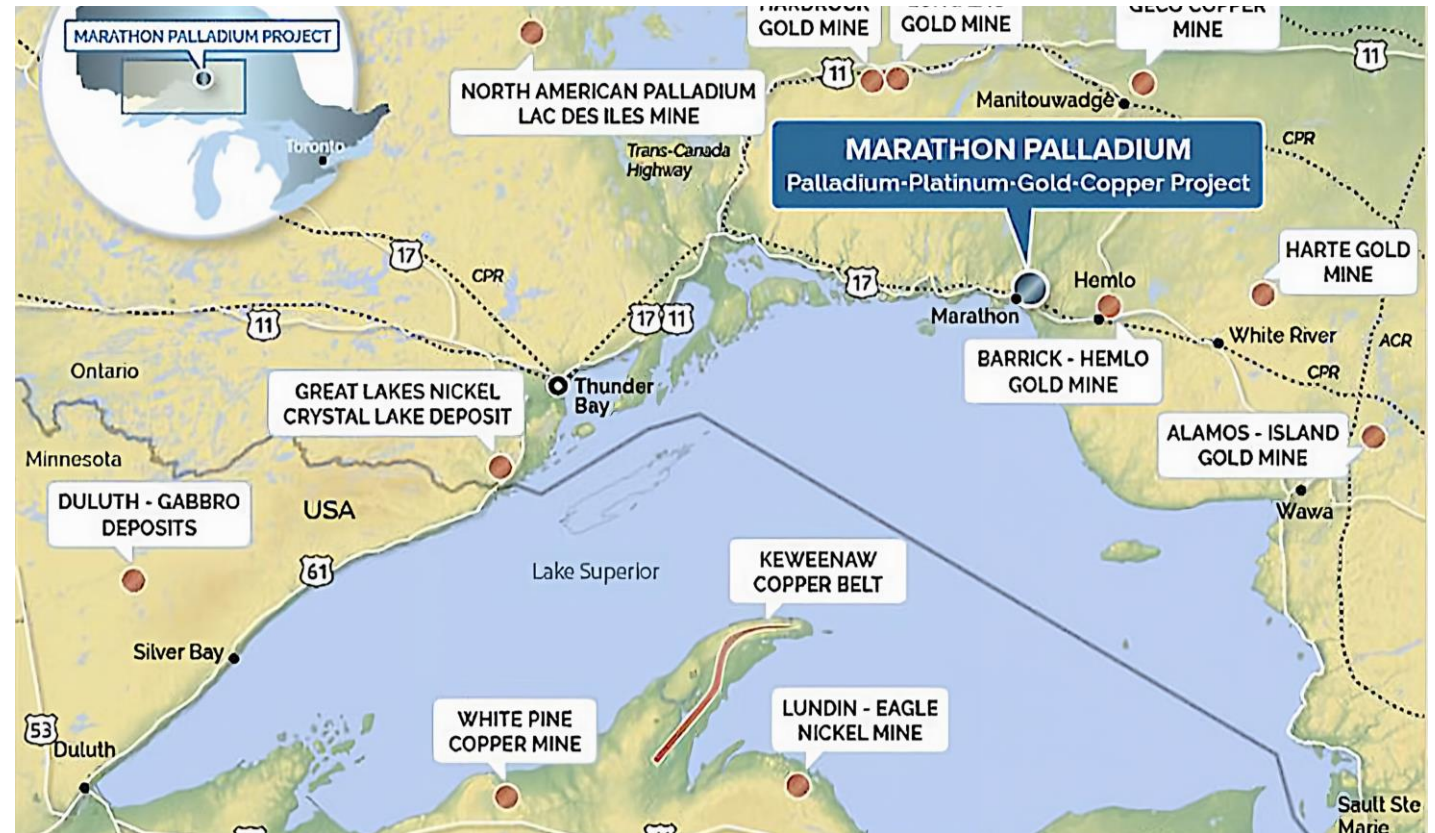 MARATHON PALLADIUM PROJECT
Toronto
NORTH AMERICAN PALLADIUM
LAC DES ILES MINE
GOLD MINE
GOLD MINE
GECO COPPER
MINE
11
11
Manitouwadge
Trans-Canada
Highway
CPR
MARATHON PALLADIUM
Palladium-Platinum-Gold-Copper Project
HARTE GOLD
MINE
17
CPR
17
Hemlo
11
17
11
Marathon
White River
ACR
BARRICK - HEMLO
GOLD MINE
CPR
Ontario
GREAT LAKES NICKEL
CRYSTAL LAKE DEPOSIT
Thunder
Bay
ALAMOS - ISLAND
GOLD MINE
Minnesota
DULUTH - GABBRO
DEPOSITS
USA
Wawa
61
Lake Superior
KEWEENAW
COPPER BELT
Silver Bay
WHITE PINE
COPPER MINE
LUNDIN - EAGLE
NICKEL MINE
53
Duluth
Sault Ste
Marie